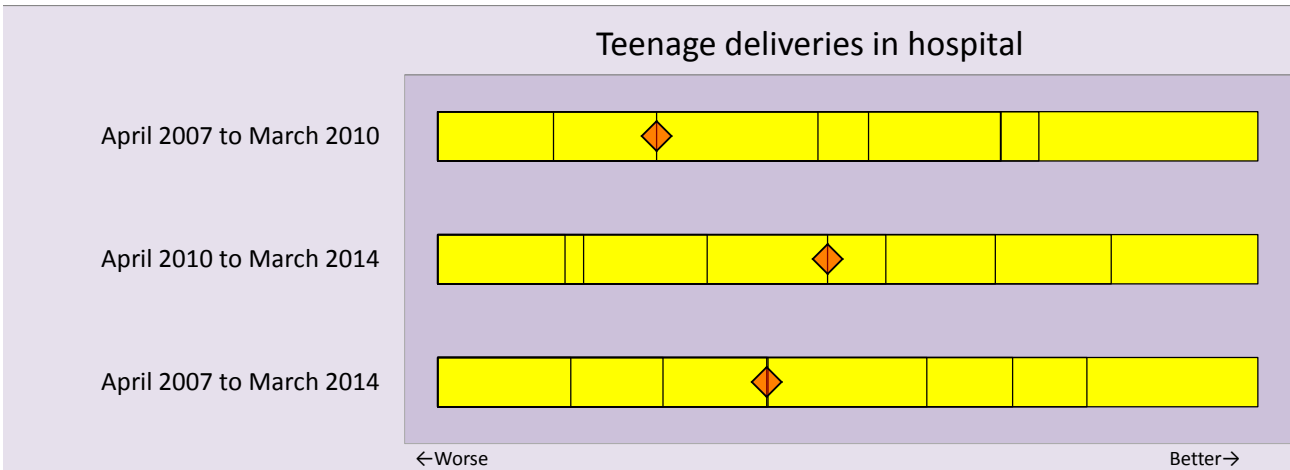 Teenage deliveries in hospital
April 2007 to March 2010
April 2010 to March 2014
April 2007 to March 2014
←Worse
Better→